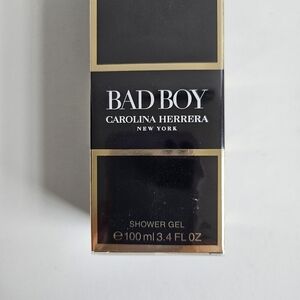 BAD BOY
CAROLINA HERRERA
NEW YORK
SHOWER GEL
℮ 100 ml 3.4 FL OZ